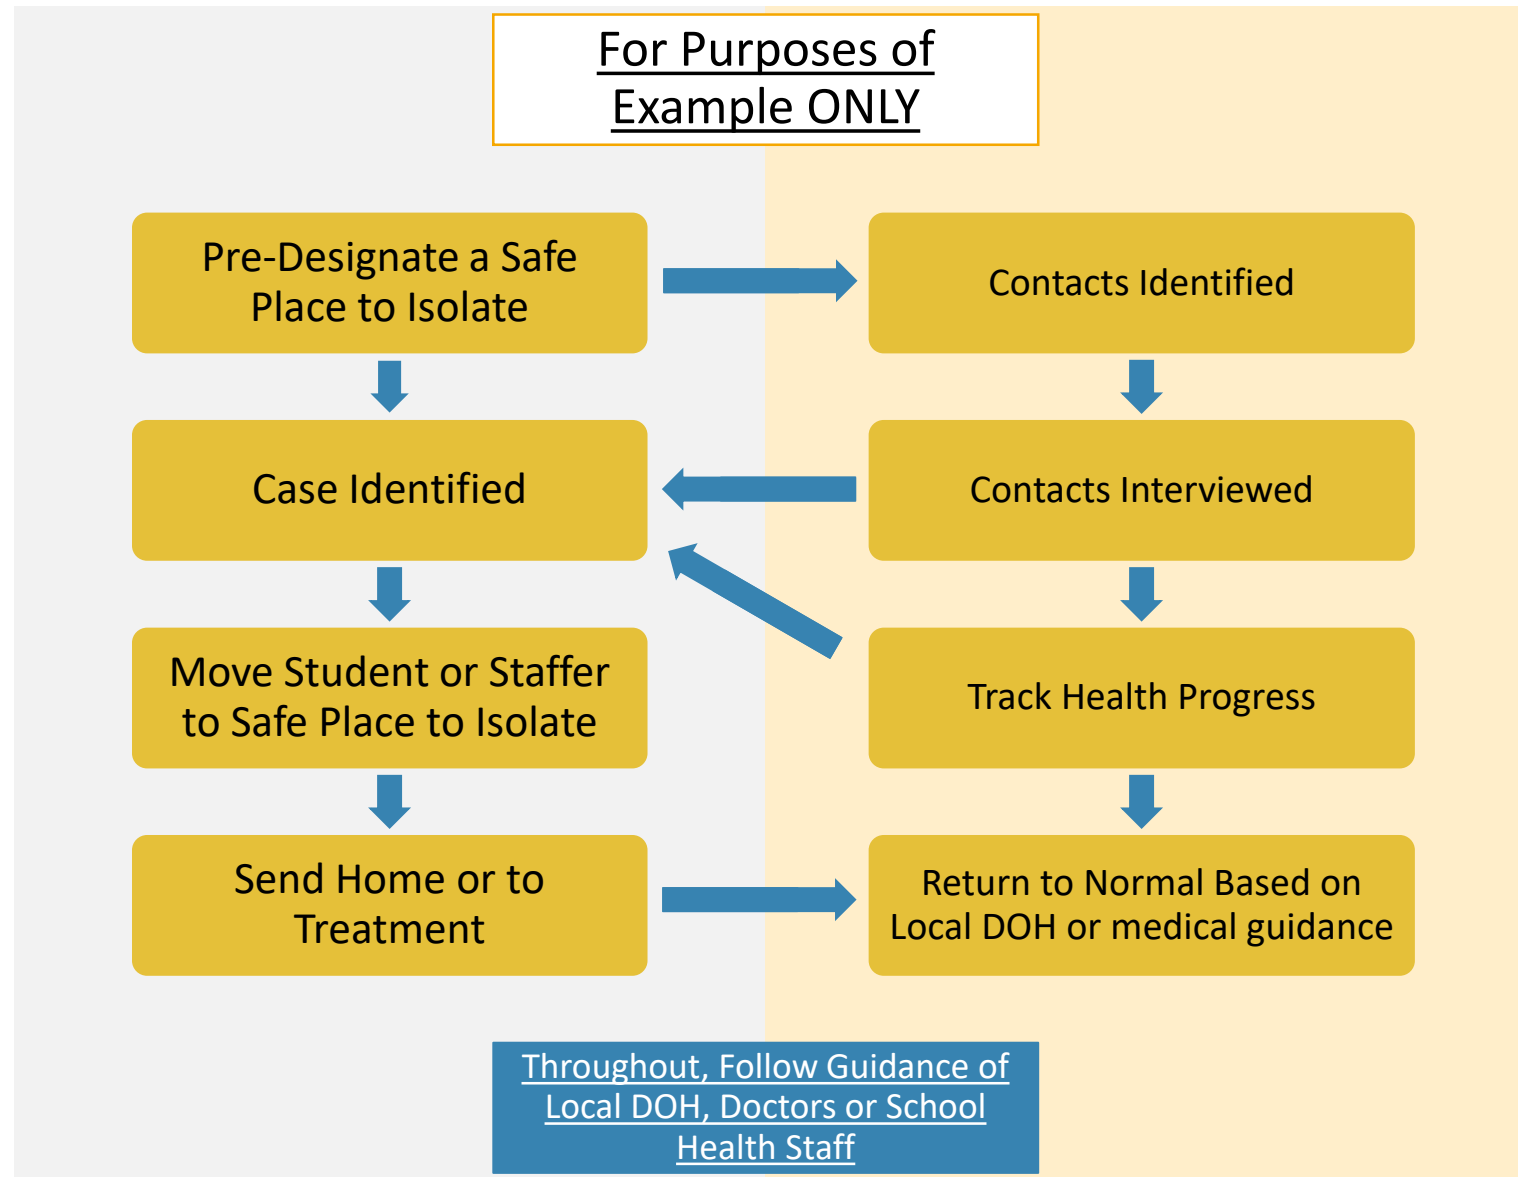 For Purposes of
Example ONLY
Pre-Designate a Safe
Place to Isolate
Contacts Identified
Case Identified
Contacts Interviewed
Move Student or Staffer
to Safe Place to Isolate
Track Health Progress
Send Home or to
Treatment
Return to Normal Based on
Local DOH or medical guidance
Throughout, Follow Guidance of
Local DOH, Doctors or School
Health Staff